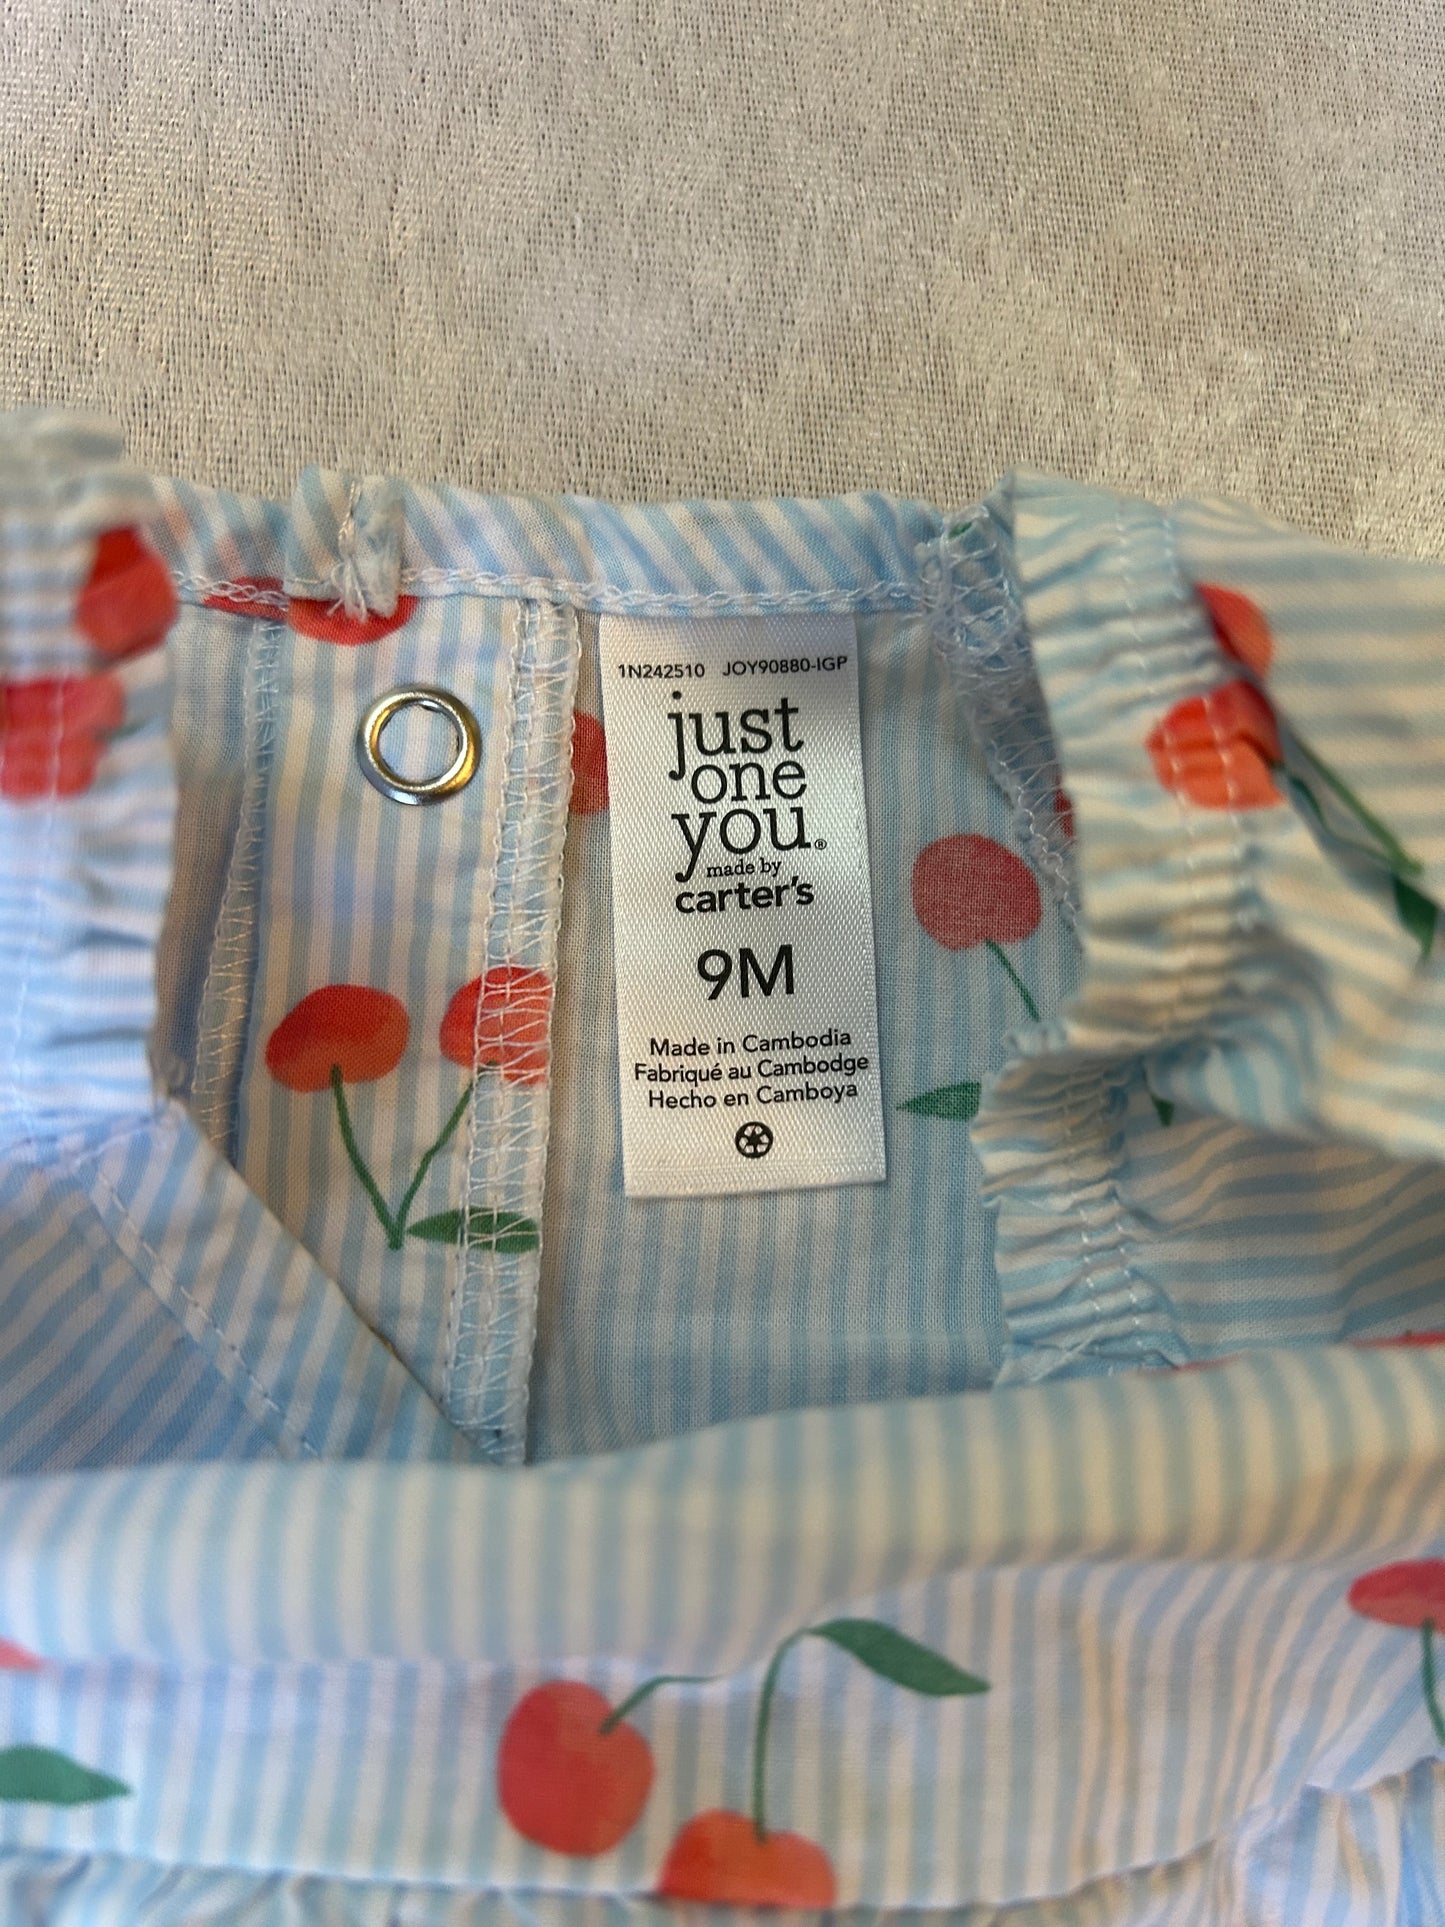 1N242510 JOY90880-IGP
just
one
you®
made by
carter's
9M
Made in Cambodia
Fabriqué au Cambodge
Hecho en Camboya